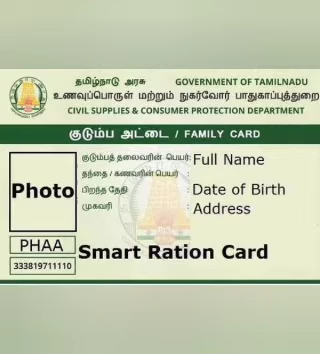 தமிழ்நாடு அரசு GOVERNMENT OF TAMILNADU
உணவுப்பொருள் மற்றும் நுகர்வோர் பாதுகாப்புத்துறை
CIVIL SUPPLIES & CONSUMER PROTECTION DEPARTMENT
குடும்ப அட்டை / FAMILY CARD
குடும்பத் தலைவரின் பெயர்: Full Name
தந்தை / கணவரின் பெயர் :
பிறந்த தேதி : Date of Birth
முகவரி : Address
Photo
PHAA
333819711110
Smart Ration Card